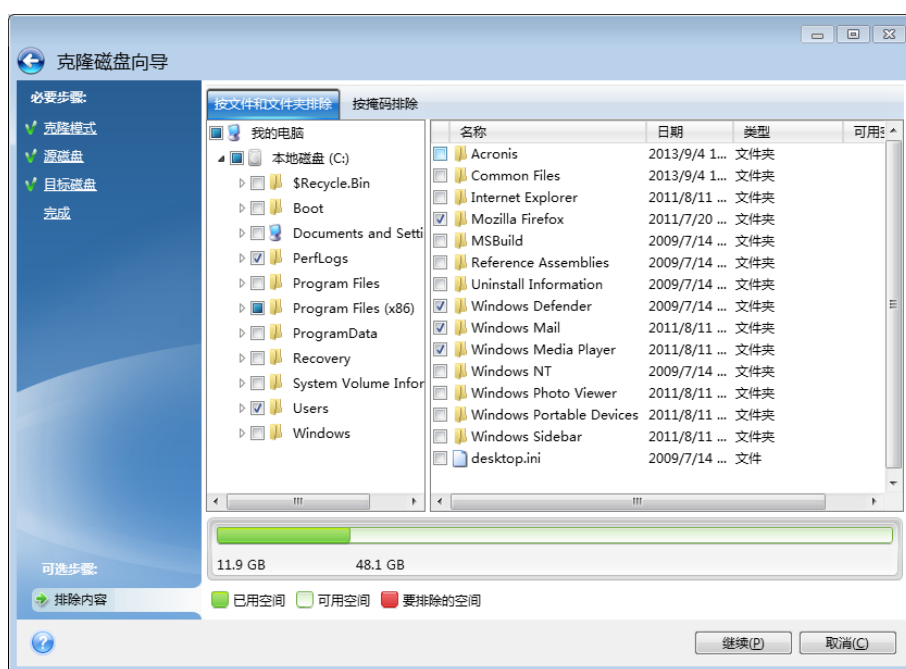 克隆磁盘向导
必要步骤:
克隆模式
源磁盘
目标磁盘
完成
可选步骤:
排除内容
按文件和文件夹排除 按掩码排除
我的电脑
本地磁盘 (C:)
$Recycle.Bin
Boot
Documents and Setti
PerfLogs
Program Files
Program Files (x86)
ProgramData
Recovery
System Volume Infor
Users
Windows
名称 日期 类型 可用
Acronis 2013/9/4 1... 文件夹
Common Files 2013/9/4 1... 文件夹
Internet Explorer 2011/8/11 ... 文件夹
Mozilla Firefox 2011/7/20 ... 文件夹
MSBuild 2009/7/14 ... 文件夹
Reference Assemblies 2009/7/14 ... 文件夹
Uninstall Information 2009/7/14 ... 文件夹
Windows Defender 2009/7/14 ... 文件夹
Windows Mail 2011/8/11 ... 文件夹
Windows Media Player 2011/8/11 ... 文件夹
Windows NT 2009/7/14 ... 文件夹
Windows Photo Viewer 2011/8/11 ... 文件夹
Windows Portable Devices 2011/8/11 ... 文件夹
Windows Sidebar 2011/8/11 ... 文件夹
desktop.ini 2009/7/14 ... 文件
11.9 GB 48.1 GB
已用空间 可用空间 要排除的空间
继续(P) 取消(C)